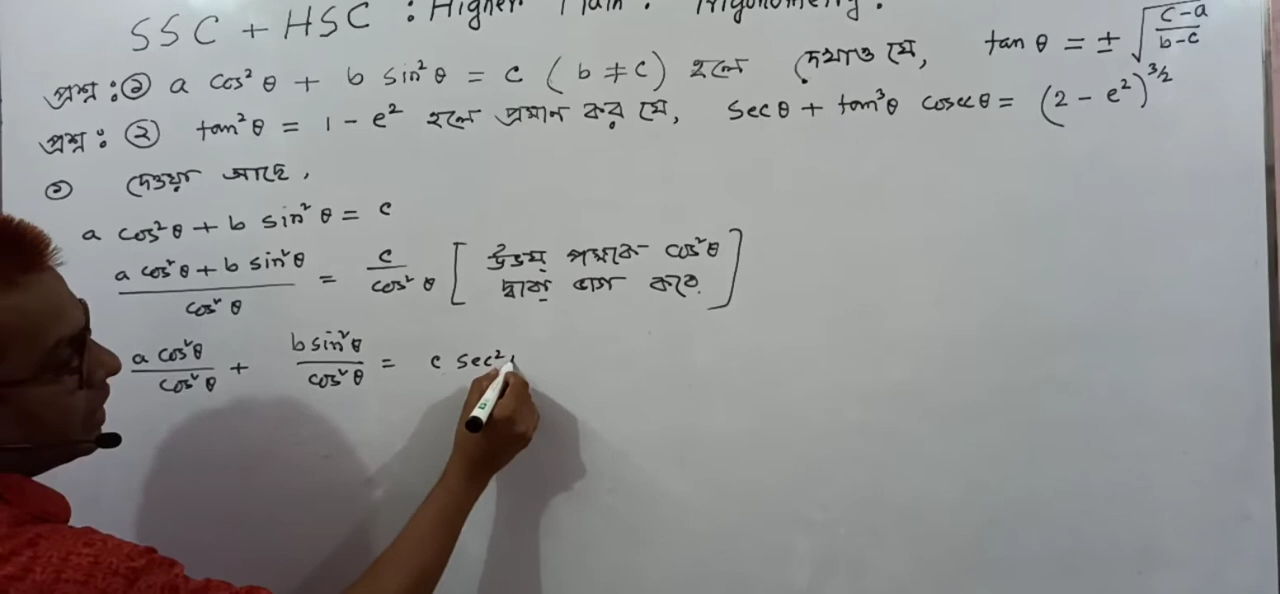 SSC + HSC : Higher Math : Trigonometry.
প্রশ্ন : ① a cos²θ + b sin²θ = c ( b ≠ c ) হলে দেখাও যে, tan θ = ± √((c-a)/(b-c))
প্রশ্ন : ② tan²θ = 1 - e² হলে প্রমান কর যে, secθ + tan³θ cosecθ = (2 - e²)^(3/2)
① দেওয়া আছে,
a cos²θ + b sin²θ = c
(a cos²θ + b sin²θ)/(cos²θ) = c/(cos²θ) [ উভয় পক্ষকে cos²θ দ্বারা ভাগ করে ]
(a cos²θ)/(cos²θ) + (b sin²θ)/(cos²θ) = c sec²